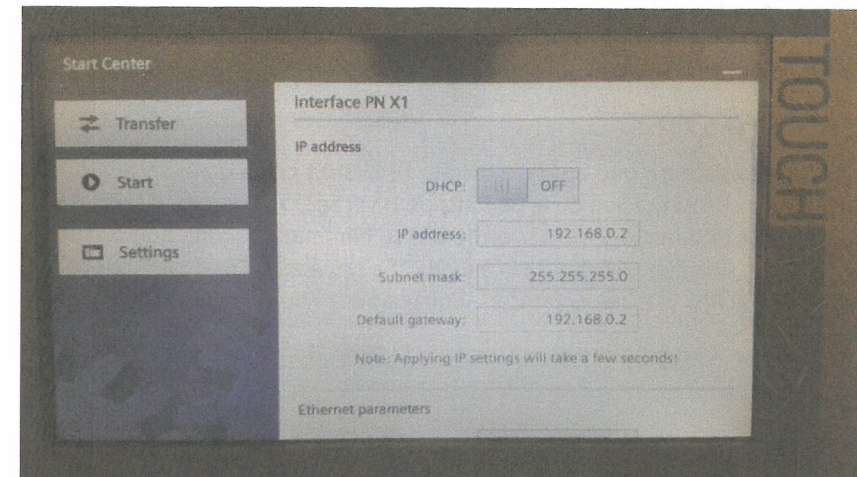 Start Center
Transfer
Start
Settings
Interface PN X1
IP address
DHCP: OFF
IP address: 192.168.0.2
Subnet mask: 255.255.255.0
Default gateway: 192.168.0.2
Note: Applying IP settings will take a few seconds!
Ethernet parameters
TOUCH